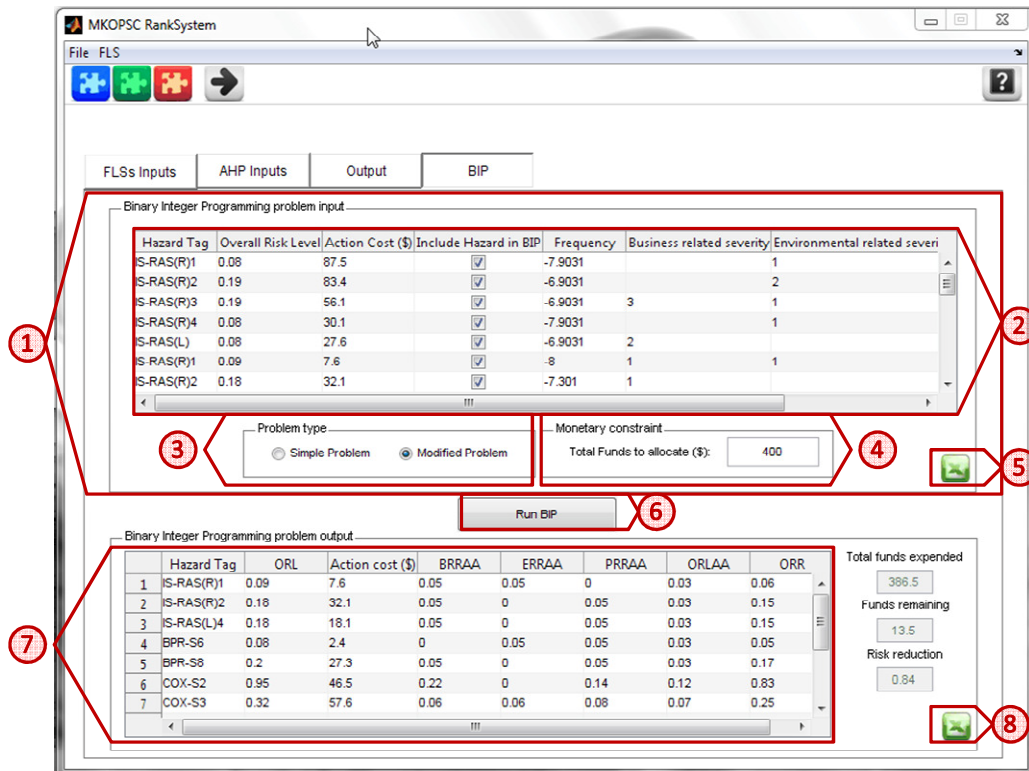 MKOPSC RankSystem
File FLS
?
FLSs Inputs AHP Inputs Output BIP
Binary Integer Programming problem input
Hazard Tag Overall Risk Level Action Cost ($) Include Hazard in BIP Frequency Business related severity Environmental related severi
IS-RAS(R)1 0.08 87.5 -7.9031 1
IS-RAS(R)2 0.19 83.4 -6.9031 2
IS-RAS(R)3 0.19 56.1 -6.9031 3 1
IS-RAS(R)4 0.08 30.1 -7.9031 1
IS-RAS(L) 0.08 27.6 -6.9031 2
IS-RAS(R)1 0.09 7.6 -8 1 1
IS-RAS(R)2 0.18 32.1 -7.301 1
1
2
Problem type
Simple Problem Modified Problem
3
Monetary constraint
Total Funds to allocate ($): 400
4
5
Run BIP
6
Binary Integer Programming problem output
Hazard Tag ORL Action cost ($) BRRAA ERRAA PRRAA ORLAA ORR
1 IS-RAS(R)1 0.09 7.6 0.05 0.05 0 0.03 0.06
2 IS-RAS(R)2 0.18 32.1 0.05 0 0.05 0.03 0.15
3 IS-RAS(L)4 0.18 18.1 0.05 0 0.05 0.03 0.15
4 BPR-S6 0.08 2.4 0 0.05 0.05 0.03 0.05
5 BPR-S8 0.2 27.3 0.05 0 0.05 0.03 0.17
6 COX-S2 0.95 46.5 0.22 0 0.14 0.12 0.83
7 COX-S3 0.32 57.6 0.06 0.06 0.08 0.07 0.25
7
Total funds expended
386.5
Funds remaining
13.5
Risk reduction
0.84
8